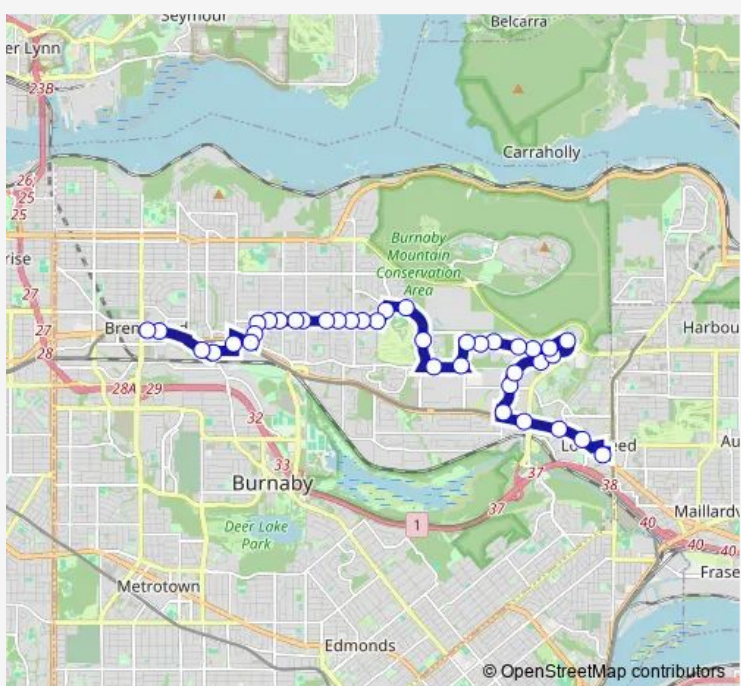 Seymour
Belcarra
er Lynn
23B
Carraholly
26
25
25
rise
Burnaby
Mountain
Conservation
Area
27
27
28
Harbou
28A
29
32
33
Burnaby
Deer Lake
Park
37
37
38
1
Au
Maillardv
40
40
40
Frase
Metrotown
Edmonds
© OpenStreetMap contributors